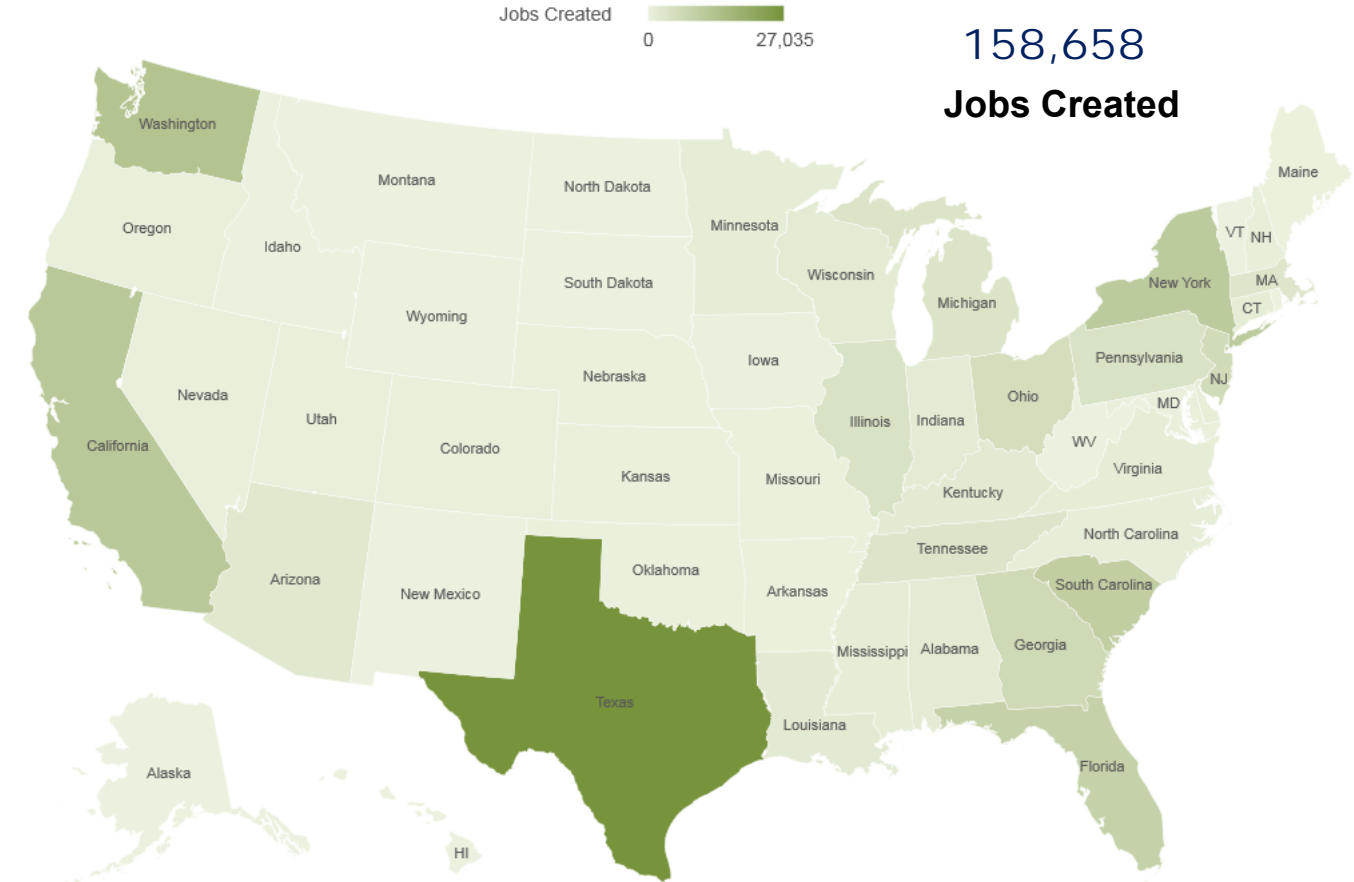 Jobs Created
0
27,035
158,658
Jobs Created
Washington
Montana
North Dakota
Minnesota
Maine
Oregon
Idaho
South Dakota
Wisconsin
Michigan
New York
VT
NH
MA
CT
Wyoming
Iowa
Nebraska
Pennsylvania
NJ
Nevada
Utah
Colorado
Kansas
Missouri
Illinois
Indiana
Ohio
MD
WV
Virginia
California
Kentucky
Tennessee
North Carolina
South Carolina
Arizona
New Mexico
Oklahoma
Arkansas
Mississippi
Alabama
Georgia
Texas
Louisiana
Florida
Alaska
HI